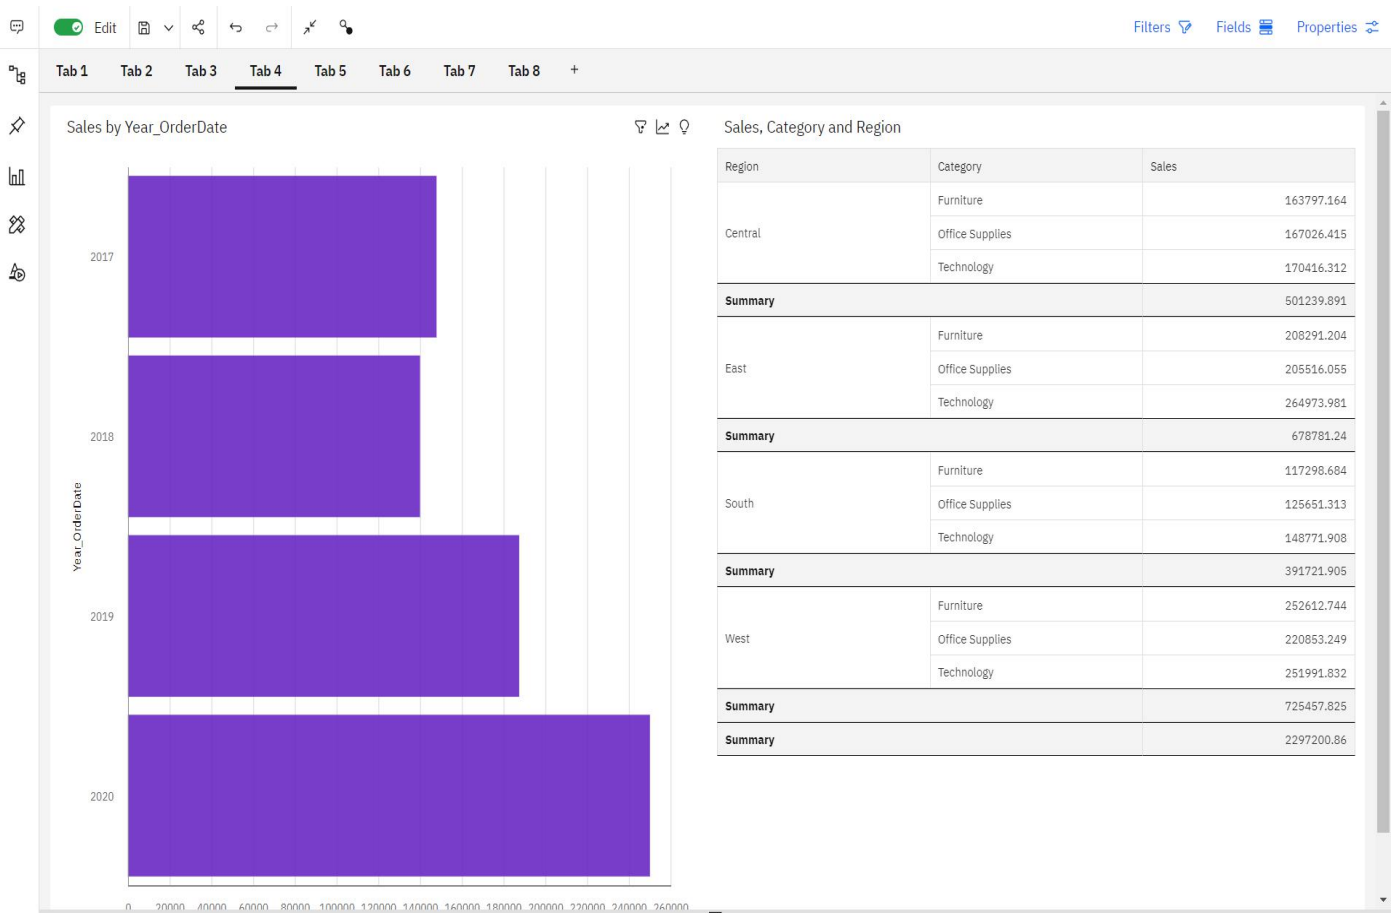 Edit
Filters
Fields
Properties
Tab 1
Tab 2
Tab 3
Tab 4
Tab 5
Tab 6
Tab 7
Tab 8
+
Sales by Year_OrderDate
Year_OrderDate
2017
2018
2019
2020
0 20000 40000 60000 80000 100000 120000 140000 160000 180000 200000 220000 240000 260000
Sales, Category and Region
Region Category Sales
Central
Furniture 163797.164
Office Supplies 167026.415
Technology 170416.312
Summary 501239.891
East
Furniture 208291.204
Office Supplies 205516.055
Technology 264973.981
Summary 678781.24
South
Furniture 117298.684
Office Supplies 125651.313
Technology 148771.908
Summary 391721.905
West
Furniture 252612.744
Office Supplies 220853.249
Technology 251991.832
Summary 725457.825
Summary 2297200.86